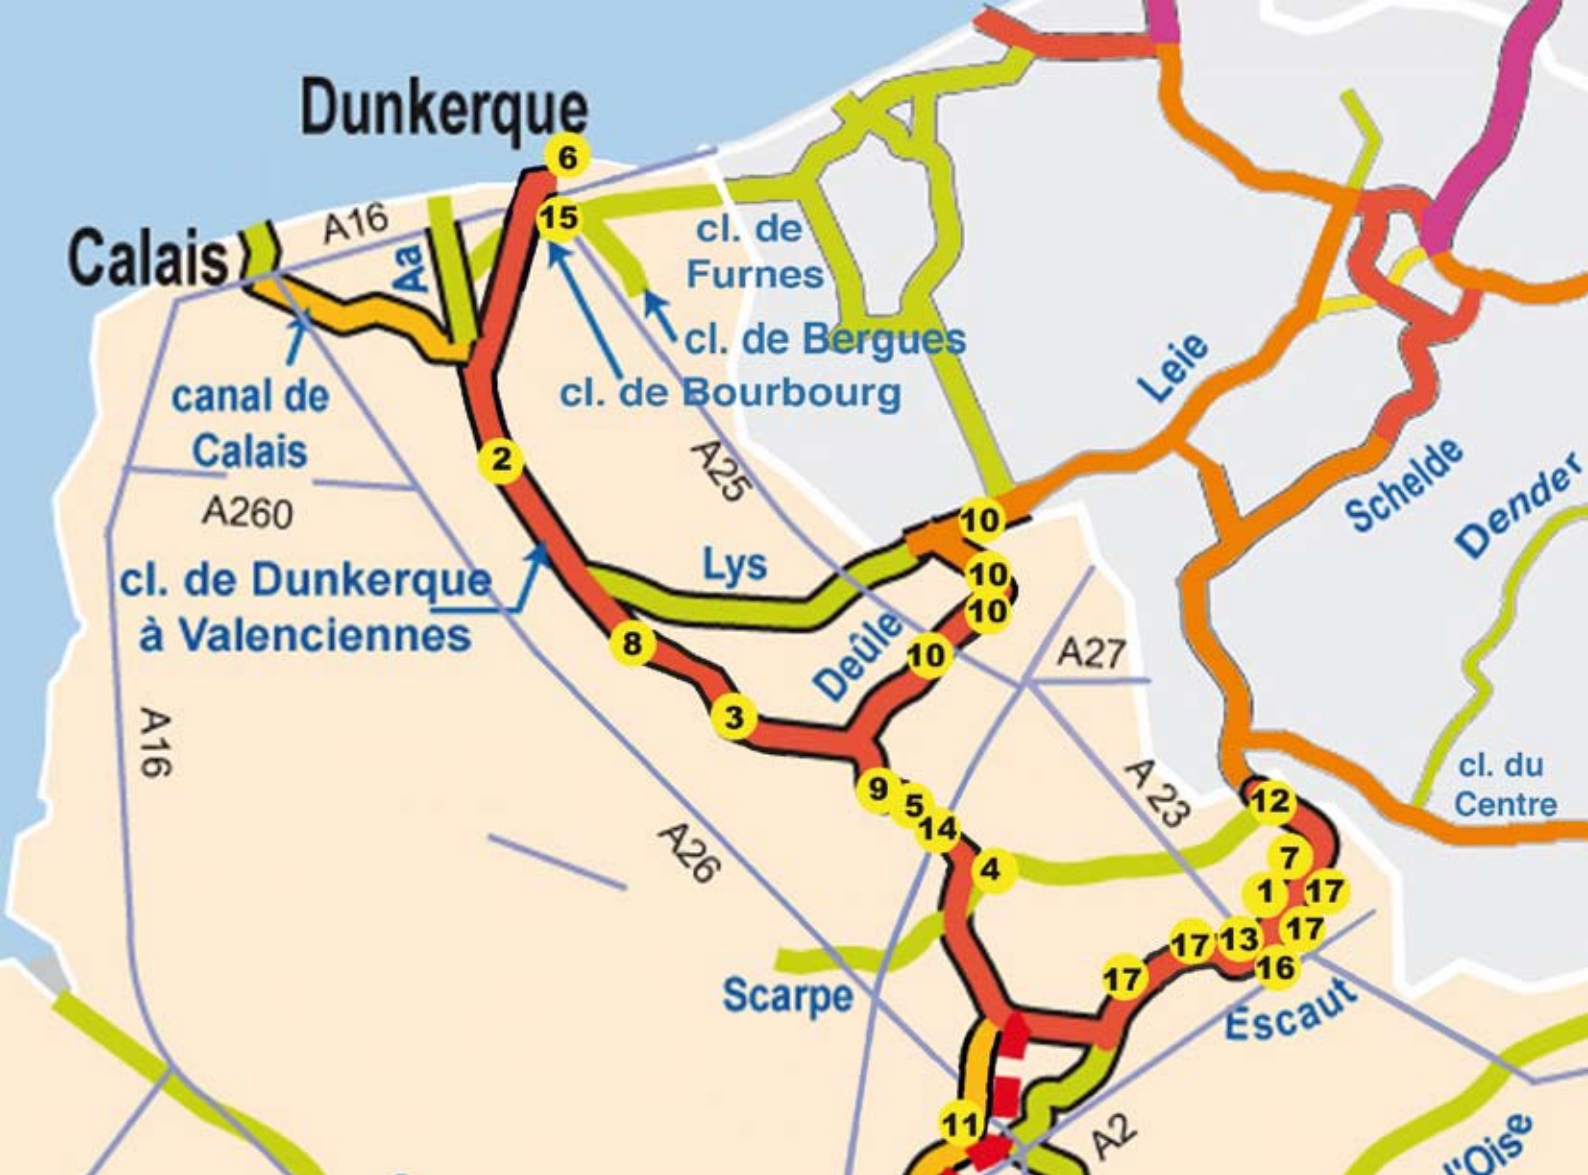 Dunkerque
6
15
A16
Calais
Aa
cl. de
Furnes
cl. de Bergues
cl. de Bourbourg
canal de
Calais
A260
2
A25
Leie
Schelde
Dender
10
cl. de Dunkerque
à Valenciennes
Lys
10
10
10
8
Deûle
A27
3
A16
9
5
14
A 23
cl. du
Centre
12
A26
4
7
1
17
17
13
17
17
16
Scarpe
Escaut
11
A2
l'Oise